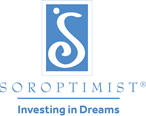 S
SOROPTIMIST®
Investing in Dreams